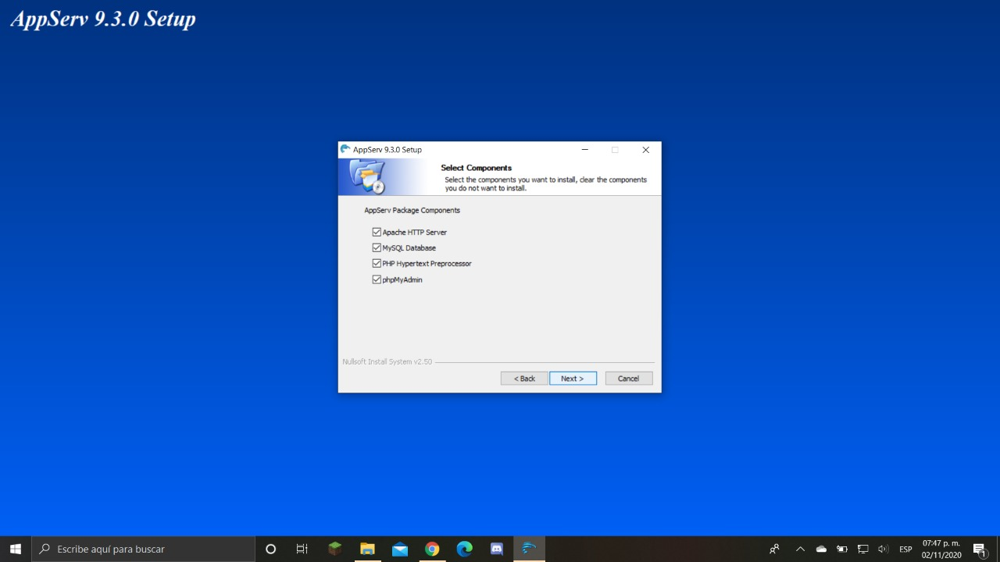 AppServ 9.3.0 Setup
AppServ 9.3.0 Setup
Select Components
Select the components you want to install, clear the components
you do not want to install.
AppServ Package Components
Apache HTTP Server
MySQL Database
PHP Hypertext Preprocessor
phpMyAdmin
Nullsoft Install System v2.50
< Back
Next >
Cancel
Escribe aquí para buscar
ESP
07:47 p. m.
02/11/2020
1